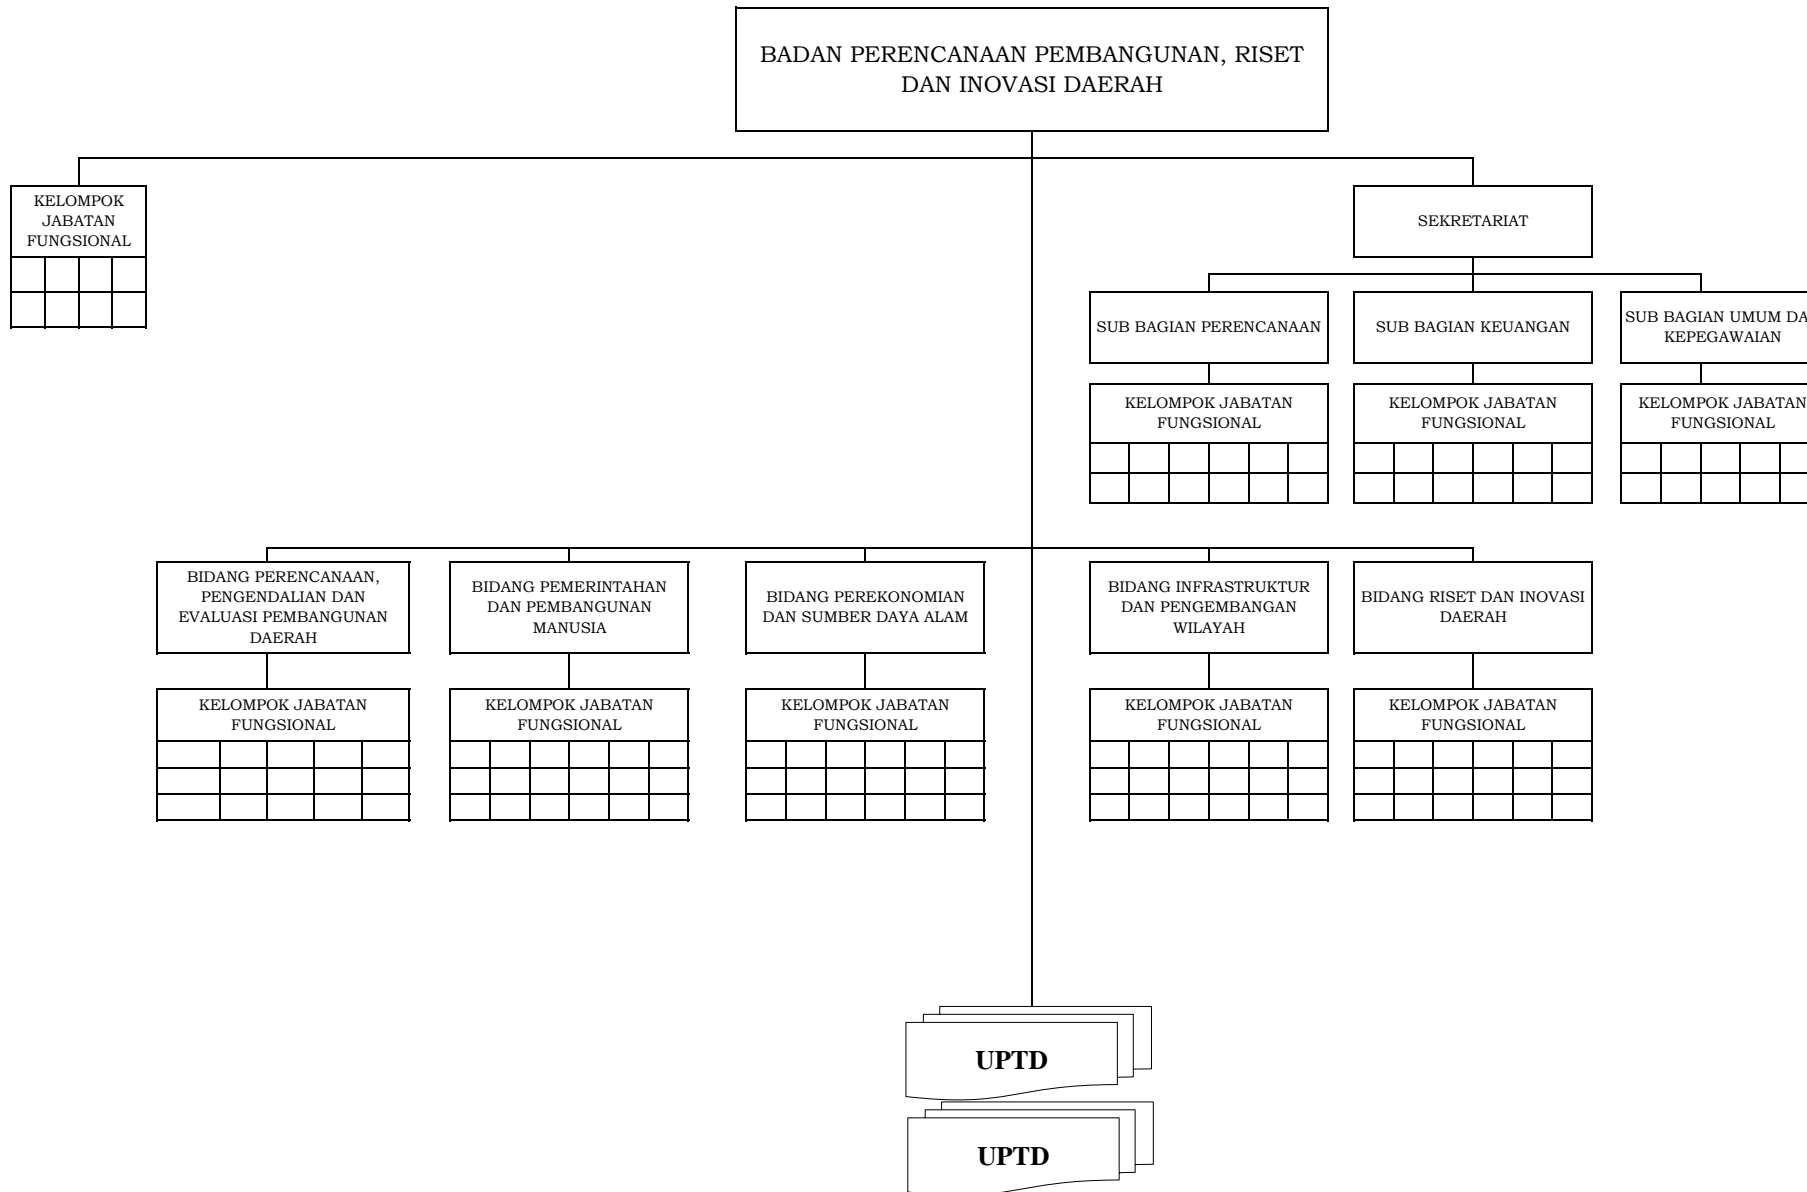 BADAN PERENCANAAN PEMBANGUNAN, RISET
DAN INOVASI DAERAH
KELOMPOK
JABATAN
FUNGSIONAL
SEKRETARIAT
SUB BAGIAN PERENCANAAN
SUB BAGIAN KEUANGAN
SUB BAGIAN UMUM DA
KEPEGAWAIAN
KELOMPOK JABATAN
FUNGSIONAL
KELOMPOK JABATAN
FUNGSIONAL
KELOMPOK JABATAN
FUNGSIONAL
BIDANG PERENCANAAN,
PENGENDALIAN DAN
EVALUASI PEMBANGUNAN
DAERAH
BIDANG PEMERINTAHAN
DAN PEMBANGUNAN
MANUSIA
BIDANG PEREKONOMIAN
DAN SUMBER DAYA ALAM
BIDANG INFRASTRUKTUR
DAN PENGEMBANGAN
WILAYAH
BIDANG RISET DAN INOVASI
DAERAH
KELOMPOK JABATAN
FUNGSIONAL
KELOMPOK JABATAN
FUNGSIONAL
KELOMPOK JABATAN
FUNGSIONAL
KELOMPOK JABATAN
FUNGSIONAL
KELOMPOK JABATAN
FUNGSIONAL
UPTD
UPTD